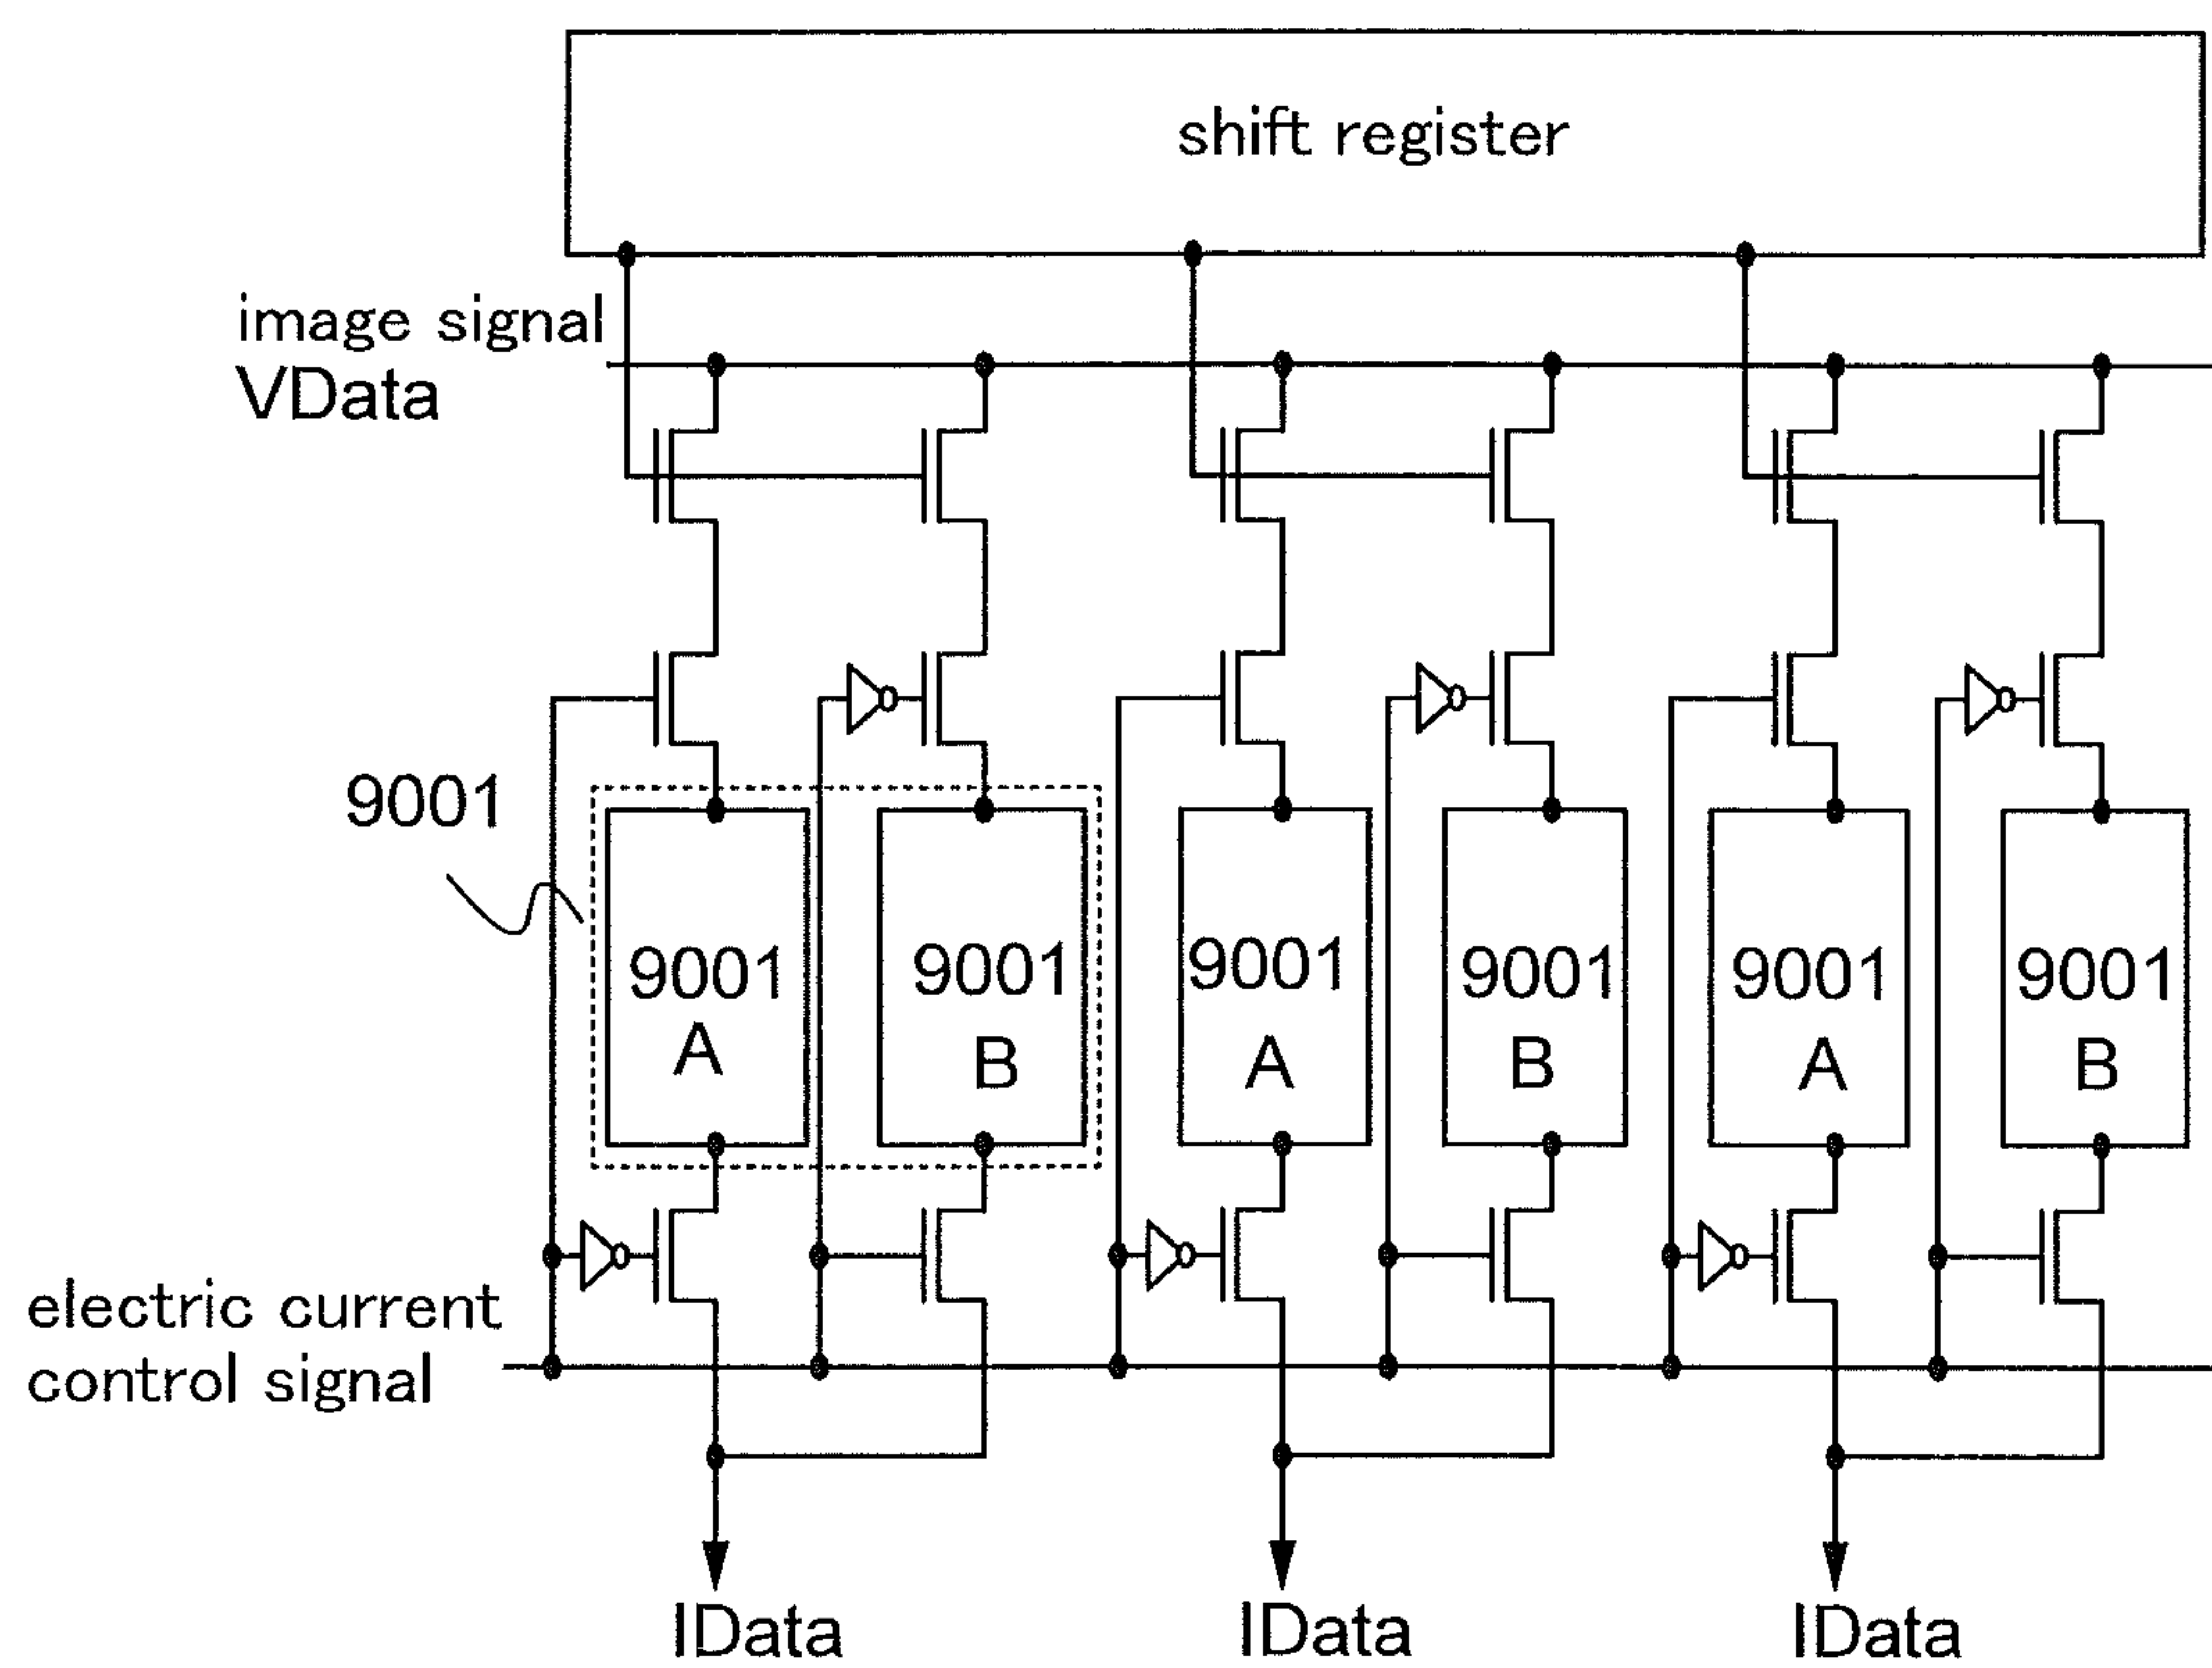 shift register
image signal
VData
9001
9001
A
9001
B
9001
A
9001
B
9001
A
9001
B
electric current
control signal
IData
IData
IData